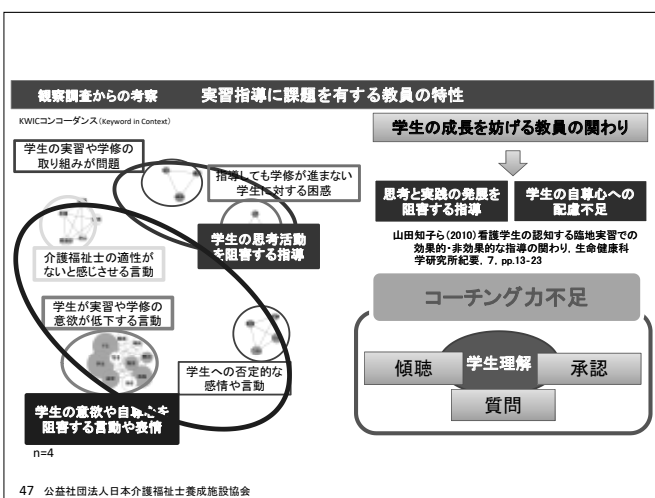 観察調査からの考察 実習指導に課題を有する教員の特性
KWICコンコーダンス(Keyword in Context)
学生の実習や学修の
取り組みが問題
指導しても学修が進まない
学生に対する困惑
学生の思考活動
を阻害する指導
介護福祉士の適性が
ないと感じさせる言動
学生が実習や学修の
意欲が低下する言動
学生への否定的な
感情や言動
学生の意欲や自尊心を
阻害する言動や表情
n=4
学生の成長を妨げる教員の関わり
思考と実践の発展を
阻害する指導
学生の自尊心への
配慮不足
山田知子ら(2010)看護学生の認知する臨地実習での
効果的・非効果的な指導の関わり, 生命健康科
学研究所紀要, 7, pp.13-23
コーチング力不足
傾聴
学生理解
承認
質問
47 公益社団法人日本介護福祉士養成施設協会